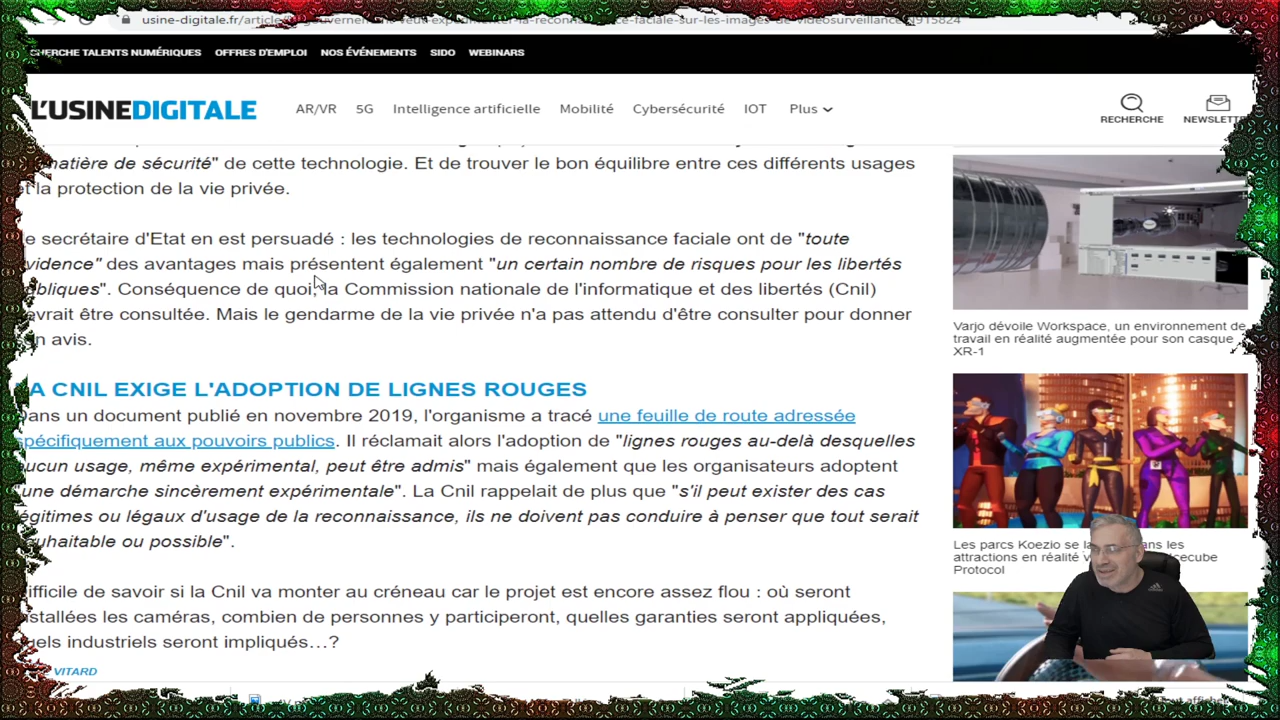 usine-digitale.fr/article/
HERCHE TALENTS NUMÉRIQUES OFFRES D'EMPLOI NOS ÉVÉNEMENTS SIDO WEBINARS
L'USINEDIGITALE AR/VR 5G Intelligence artificielle Mobilité Cybersécurité IOT Plus
RECHERCHE NEWSLETT
matière de sécurité" de cette technologie. Et de trouver le bon équilibre entre ces différents usages
et la protection de la vie privée.
e secrétaire d'Etat en est persuadé : les technologies de reconnaissance faciale ont de "toute
vidence" des avantages mais présentent également "un certain nombre de risques pour les libertés
bliques". Conséquence de quoi, la Commission nationale de l'informatique et des libertés (Cnil)
evrait être consultée. Mais le gendarme de la vie privée n'a pas attendu d'être consulter pour donner
n avis.
LA CNIL EXIGE L'ADOPTION DE LIGNES ROUGES
Dans un document publié en novembre 2019, l'organisme a tracé une feuille de route adressée
spécifiquement aux pouvoirs publics. Il réclamait alors l'adoption de "lignes rouges au-delà desquelles
aucun usage, même expérimental, peut être admis" mais également que les organisateurs adoptent
"une démarche sincèrement expérimentale". La Cnil rappelait de plus que "s'il peut exister des cas
égitimes ou légaux d'usage de la reconnaissance, ils ne doivent pas conduire à penser que tout serait
uhaitable ou possible".
ifficile de savoir si la Cnil va monter au créneau car le projet est encore assez flou : où seront
nstallées les caméras, combien de personnes y participeront, quelles garanties seront appliquées,
uels industriels seront impliqués…?
VITARD
Varjo dévoile Workspace, un environnement de
travail en réalité augmentée pour son casque
XR-1
Les parcs Koezio se la ans les
attractions en réalité v cecube
Protocol